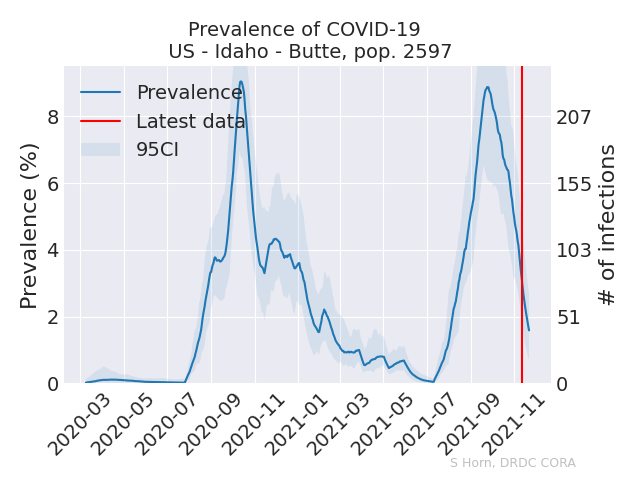 Prevalence of COVID-19
US - Idaho - Butte, pop. 2597
Prevalence
Latest data
95CI
Prevalence (%)
8
6
4
2
0
207
155
103
51
0
# of infections
2020-03
2020-05
2020-07
2020-09
2020-11
2021-01
2021-03
2021-05
2021-07
2021-09
2021-11
S Horn, DRDC CORA